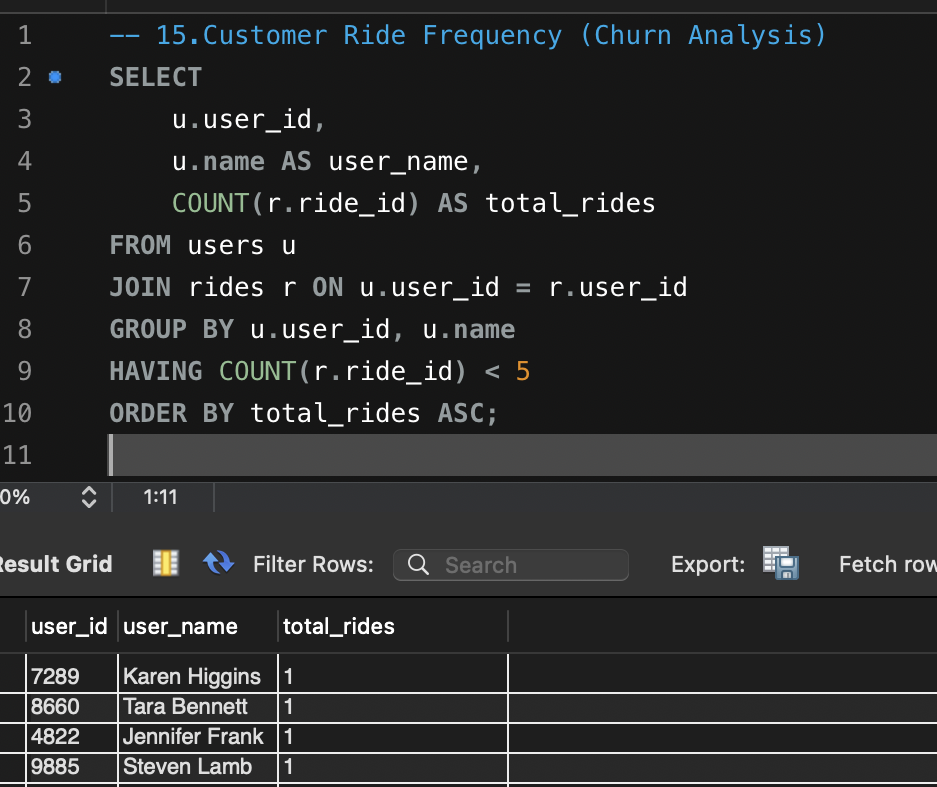 1 -- 15.Customer Ride Frequency (Churn Analysis)
2 SELECT
3 u.user_id,
4 u.name AS user_name,
5 COUNT(r.ride_id) AS total_rides
6 FROM users u
7 JOIN rides r ON u.user_id = r.user_id
8 GROUP BY u.user_id, u.name
9 HAVING COUNT(r.ride_id) < 5
10 ORDER BY total_rides ASC;
11
0% 1:11
esult Grid Filter Rows: Search Export: Fetch row
user_id user_name total_rides
7289 Karen Higgins 1
8660 Tara Bennett 1
4822 Jennifer Frank 1
9885 Steven Lamb 1